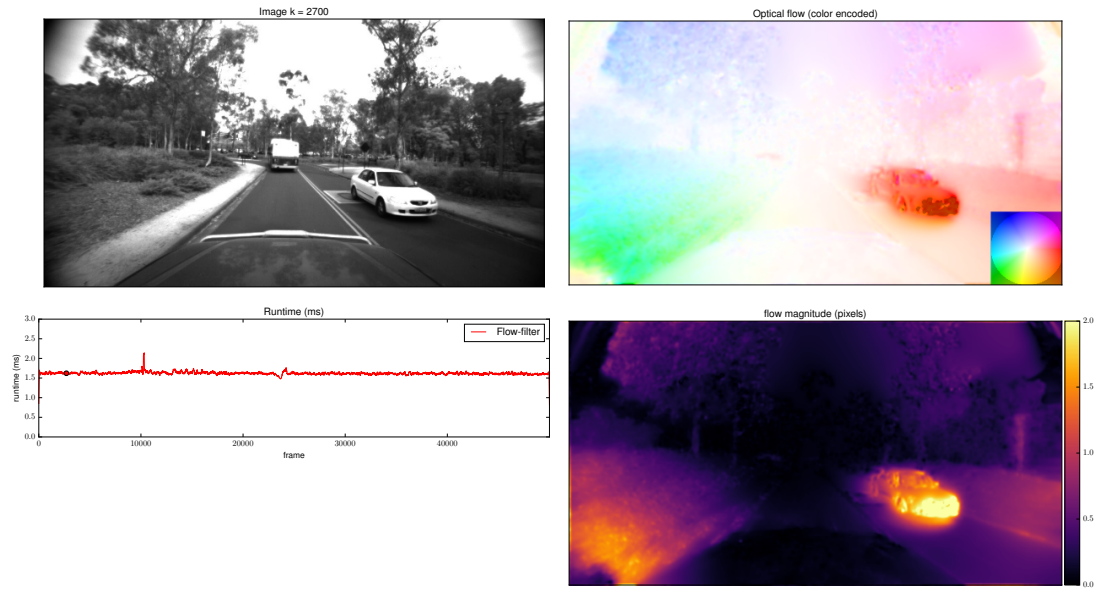 Image k = 2700
Optical flow (color encoded)
Runtime (ms)
3.0
2.5
2.0
1.5
1.0
0.5
0.0
runtime (ms)
Flow-filter
0
10000
20000
30000
40000
frame
flow magnitude (pixels)
2.0
1.5
1.0
0.5
0.0